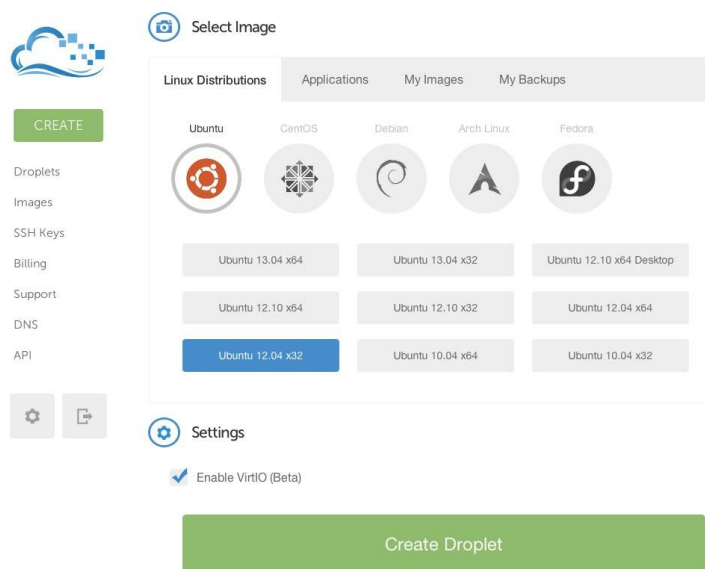 Select Image
Linux Distributions Applications My Images My Backups
CREATE
Ubuntu CentOS Debian Arch Linux Fedora
Droplets
Images
SSH Keys
Billing
Support
DNS
API
Ubuntu 13.04 x64 Ubuntu 13.04 x32 Ubuntu 12.10 x64 Desktop
Ubuntu 12.10 x64 Ubuntu 12.10 x32 Ubuntu 12.04 x64
Ubuntu 12.04 x32 Ubuntu 10.04 x64 Ubuntu 10.04 x32
Settings
Enable VirtIO (Beta)
Create Droplet